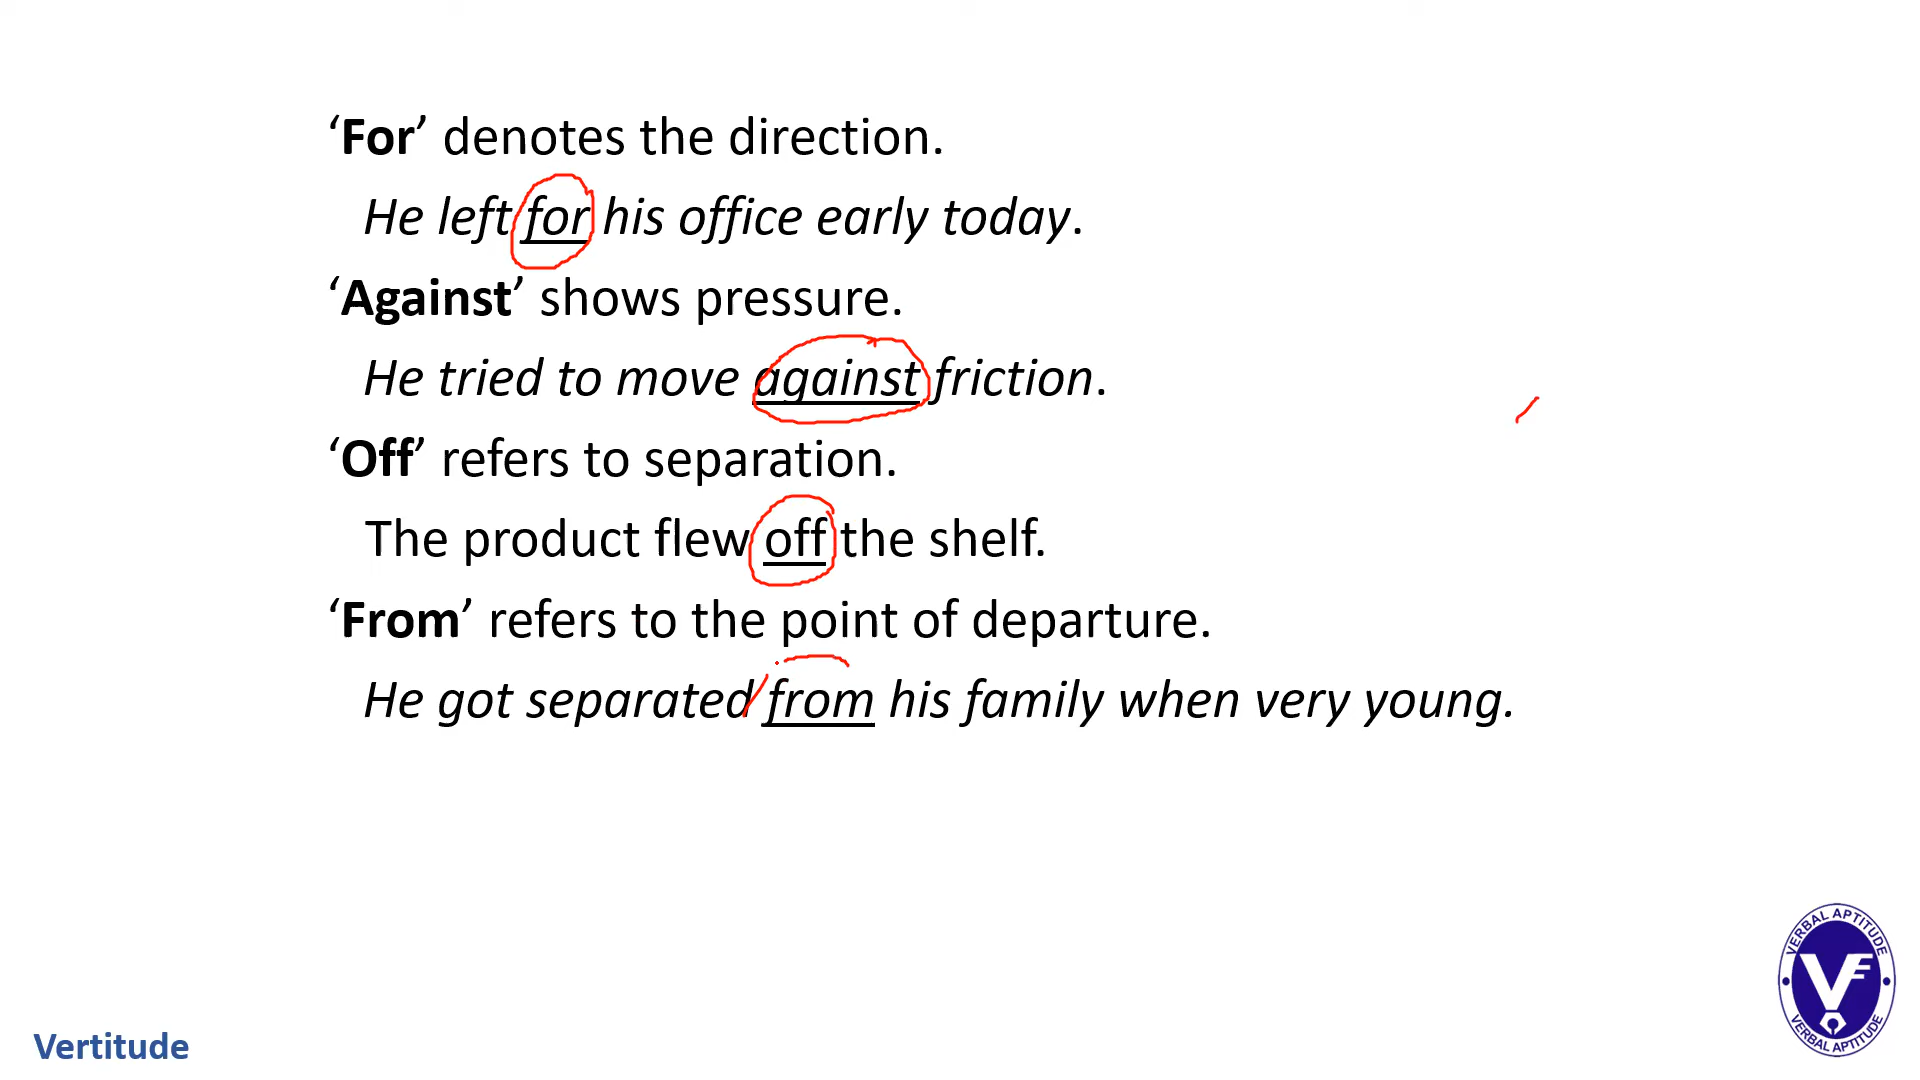 ‘For’ denotes the direction.
He left for his office early today.
‘Against’ shows pressure.
He tried to move against friction.
‘Off’ refers to separation.
The product flew off the shelf.
‘From’ refers to the point of departure.
He got separated from his family when very young.
VERBAL APTITUDE
VERBAL APTITUDE
Vertitude